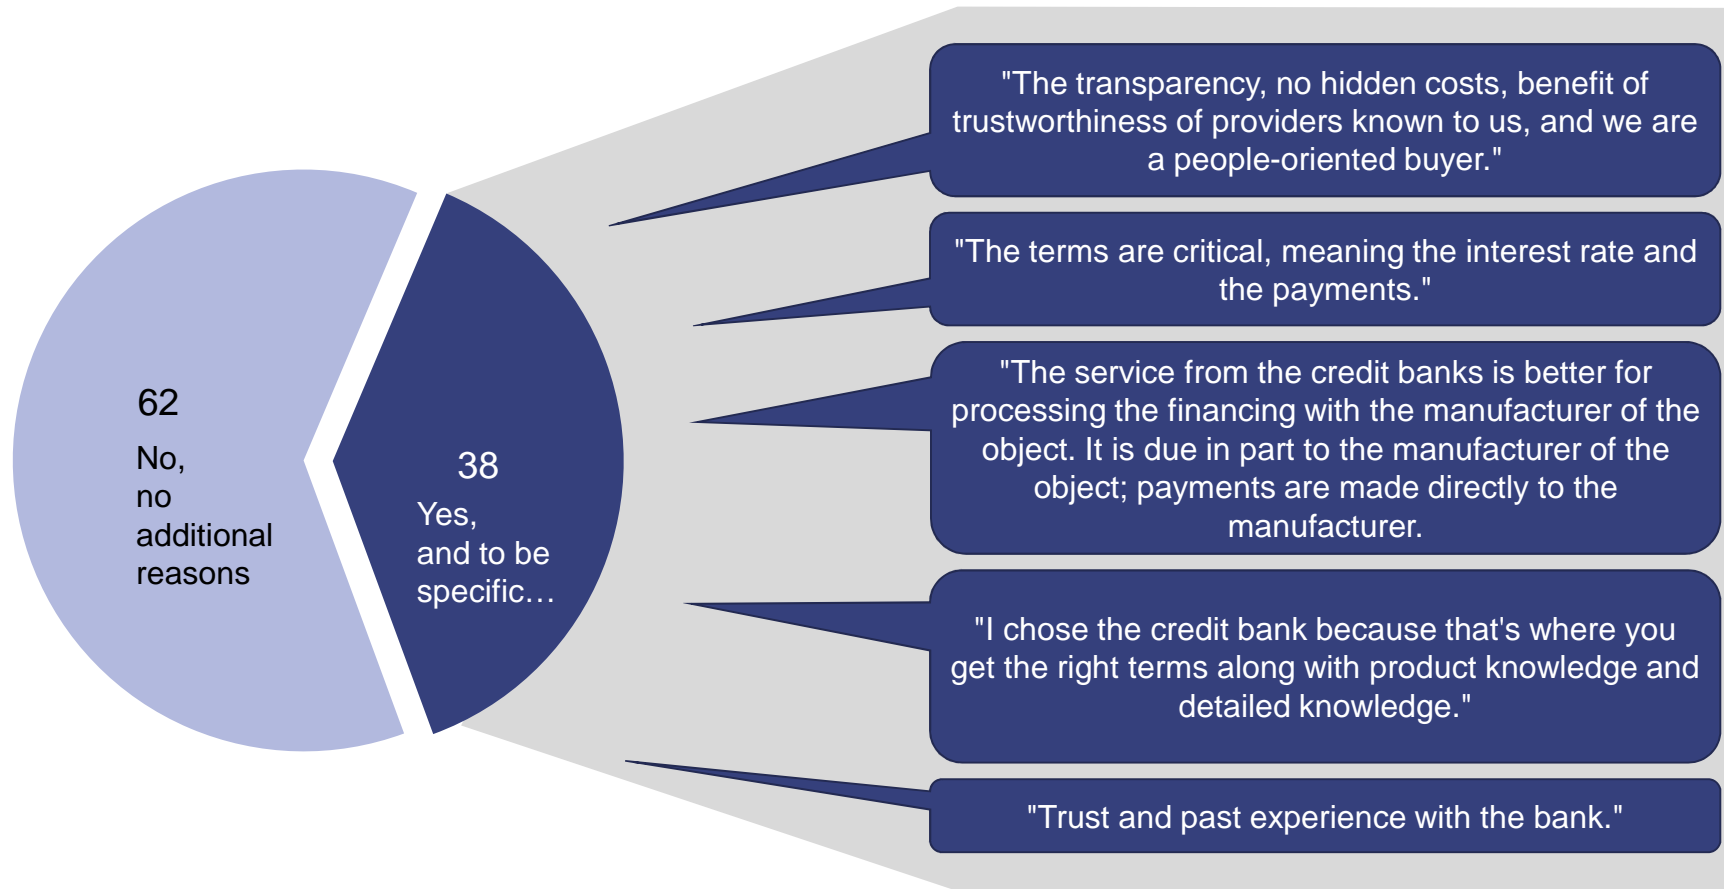 62
No,
no
additional
reasons
38
Yes,
and to be
specific…
"The transparency, no hidden costs, benefit of
trustworthiness of providers known to us, and we are
a people-oriented buyer."
"The terms are critical, meaning the interest rate and
the payments."
"The service from the credit banks is better for
processing the financing with the manufacturer of the
object. It is due in part to the manufacturer of the
object; payments are made directly to the
manufacturer.
"I chose the credit bank because that's where you
get the right terms along with product knowledge and
detailed knowledge."
"Trust and past experience with the bank."